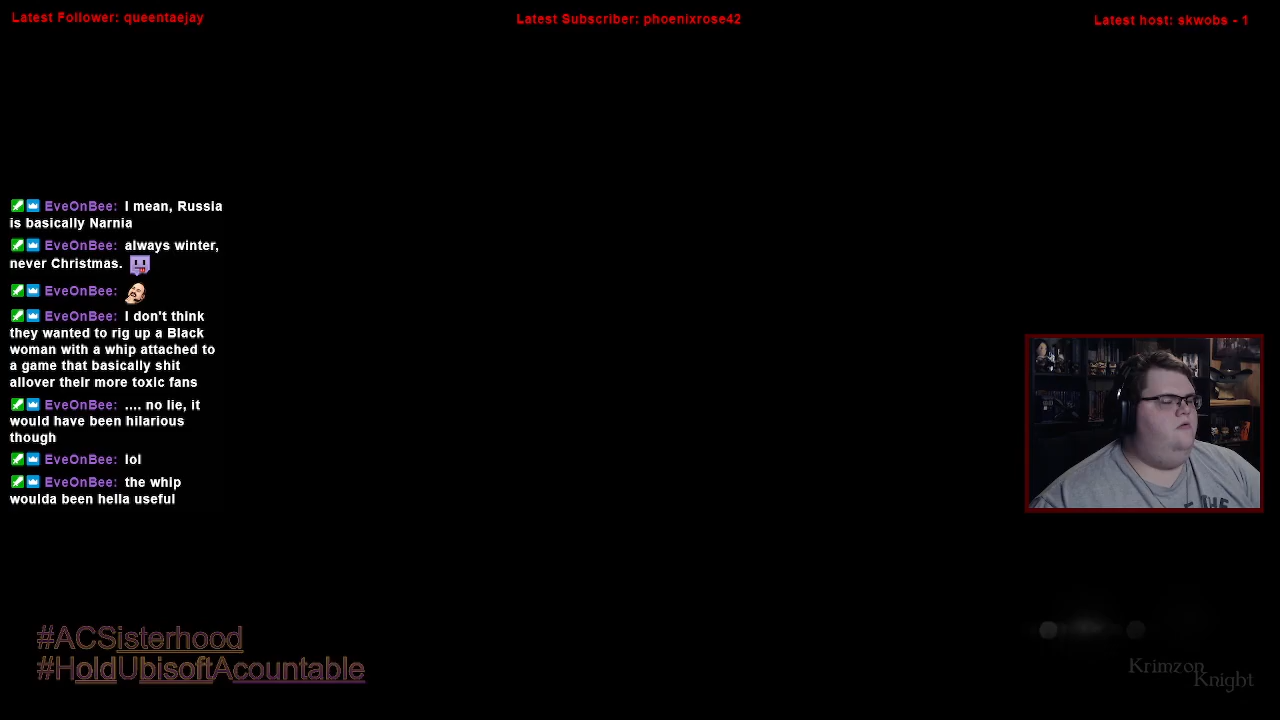 Latest Follower: queentaejay
Latest Subscriber: phoenixrose42
Latest host: skwobs - 1
EveOnBee: I mean, Russia
is basically Narnia
EveOnBee: always winter,
never Christmas.
EveOnBee:
EveOnBee: I don't think
they wanted to rig up a Black
woman with a whip attached to
a game that basically shit
allover their more toxic fans
EveOnBee: .... no lie, it
would have been hilarious
though
EveOnBee: lol
EveOnBee: the whip
woulda been hella useful
#ACSisterhood
#HoldUbisoftAcountable
Krimzon
Knight